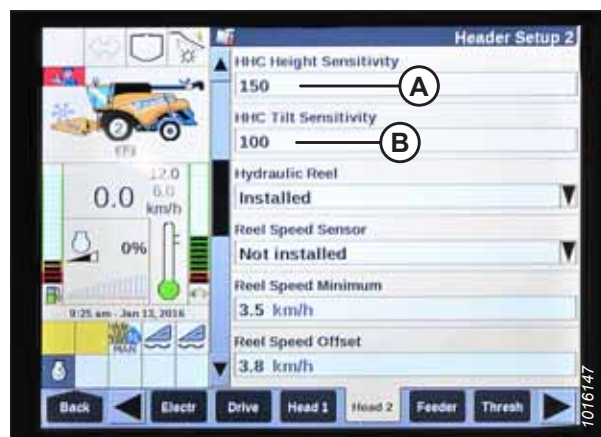 Header Setup 2
HHC Height Sensitivity
150
A
HHC Tilt Sensitivity
100
B
Hydraulic Reel
Installed
Reel Speed Sensor
Not installed
Reel Speed Minimum
3.5 km/h
Reel Speed Offset
3.8 km/h
12.0
0.0
6.0
km/h
0%
9:25 am - Jan 13, 2016
MAN
Back
Electr
Drive
Head 1
Head 2
Feeder
Thresh
1016147